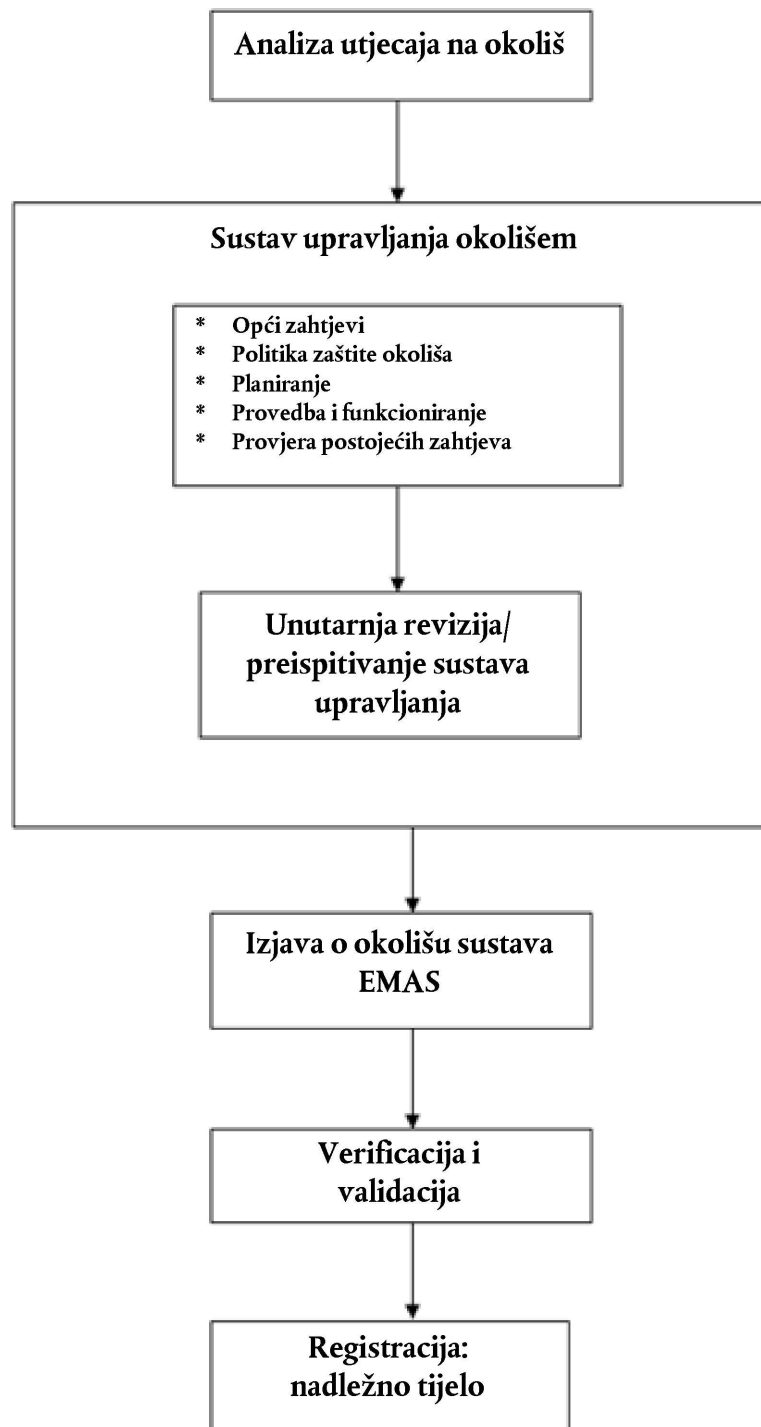 Analiza utjecaja na okoliš
Sustav upravljanja okolišem
* Opći zahtjevi
* Politika zaštite okoliša
* Planiranje
* Provedba i funkcioniranje
* Provjera postojećih zahtjeva
Unutarnja revizija/
preispitivanje sustava
upravljanja
Izjava o okolišu sustava
EMAS
Verificacija i
validacija
Registracija:
nadležno tijelo